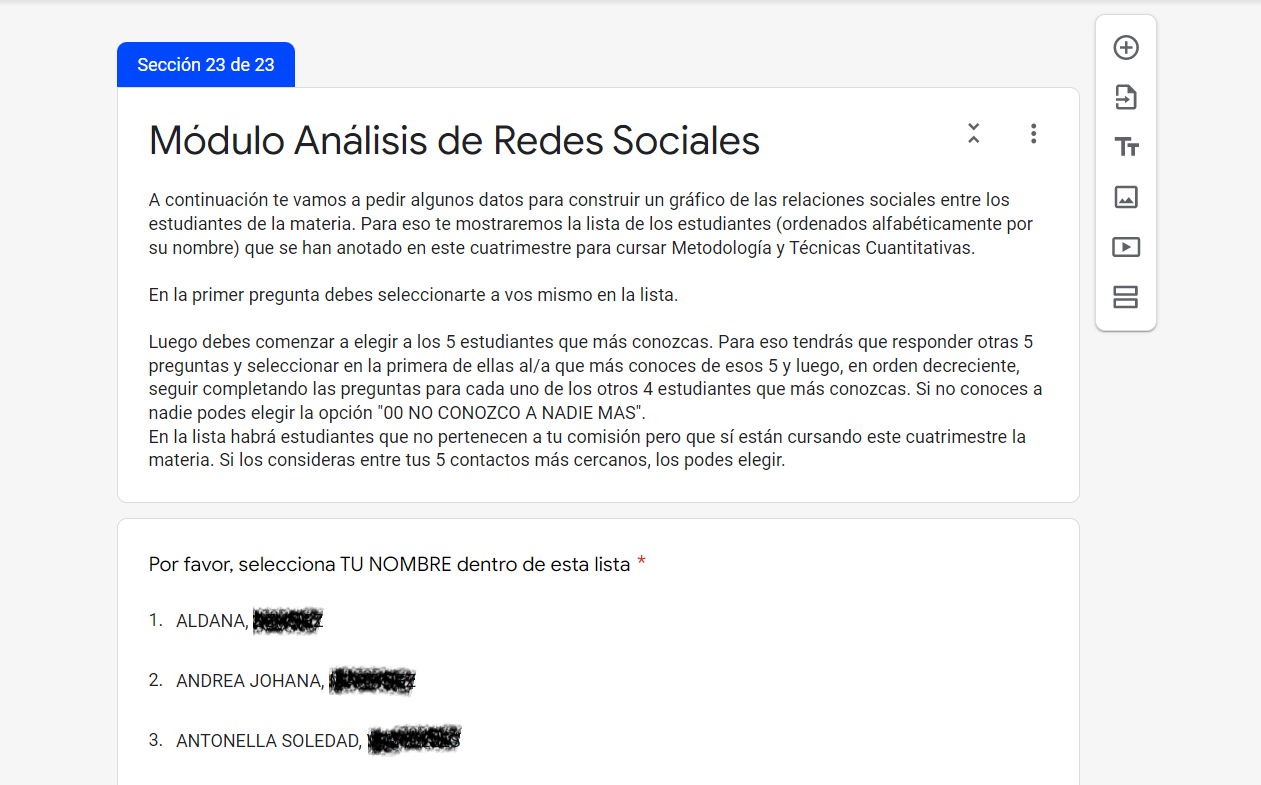 Sección 23 de 23
Módulo Análisis de Redes Sociales
A continuación te vamos a pedir algunos datos para construir un gráfico de las relaciones sociales entre los
estudiantes de la materia. Para eso te mostraremos la lista de los estudiantes (ordenados alfabéticamente por
su nombre) que se han anotado en este cuatrimestre para cursar Metodología y Técnicas Cuantitativas.
En la primer pregunta debes seleccionarte a vos mismo en la lista.
Luego debes comenzar a elegir a los 5 estudiantes que más conozcas. Para eso tendrás que responder otras 5
preguntas y seleccionar en la primera de ellas al/a que más conoces de esos 5 y luego, en orden decreciente,
seguir completando las preguntas para cada uno de los otros 4 estudiantes que más conozcas. Si no conoces a
nadie podes elegir la opción "00 NO CONOZCO A NADIE MAS".
En la lista habrá estudiantes que no pertenecen a tu comisión pero que sí están cursando este cuatrimestre la
materia. Si los consideras entre tus 5 contactos más cercanos, los podes elegir.
Por favor, selecciona TU NOMBRE dentro de esta lista *
1. ALDANA,
2. ANDREA JOHANA,
3. ANTONELLA SOLEDAD,